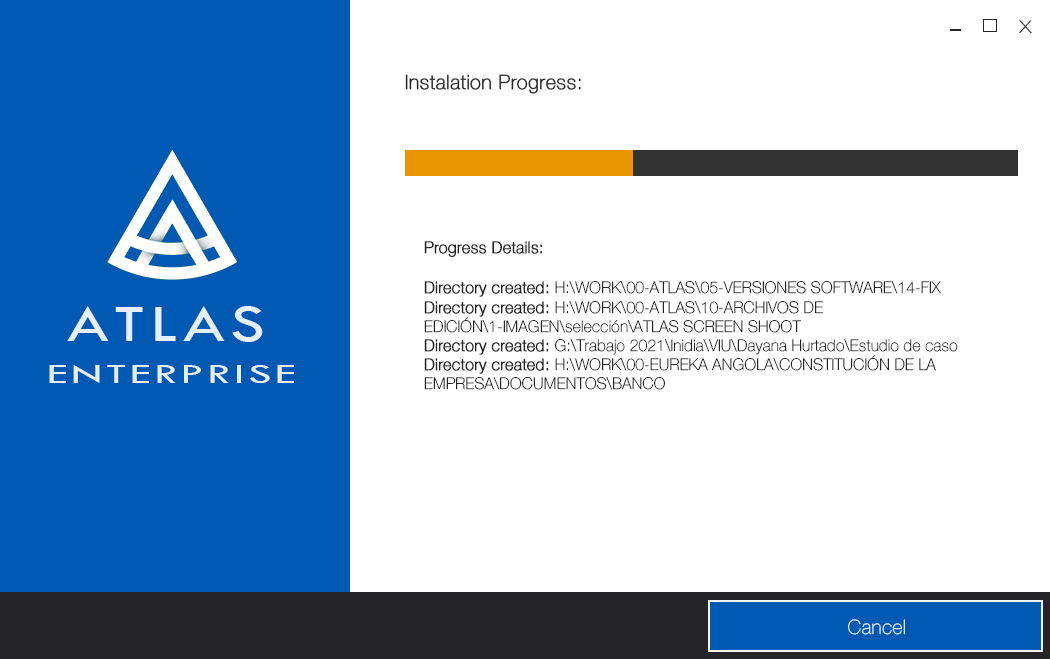 Instalation Progress:
ATLAS
ENTERPRISE
Progress Details:
Directory created: H:\WORK\00-ATLAS\05-VERSIONES SOFTWARE\14-FIX
Directory created: H:\WORK\00-ATLAS\10-ARCHIVOS DE
EDICIÓN\1-IMAGEN\selección\ATLAS SCREEN SHOOT
Directory created: G:\Trabajo 2021\Inidia\VIU\Dayana Hurtado\Estudio de caso
Directory created: H:\WORK\00-EUREKA ANGOLA\CONSTITUCIÓN DE LA
EMPRESA\DOCUMENTOS\BANCO
Cancel